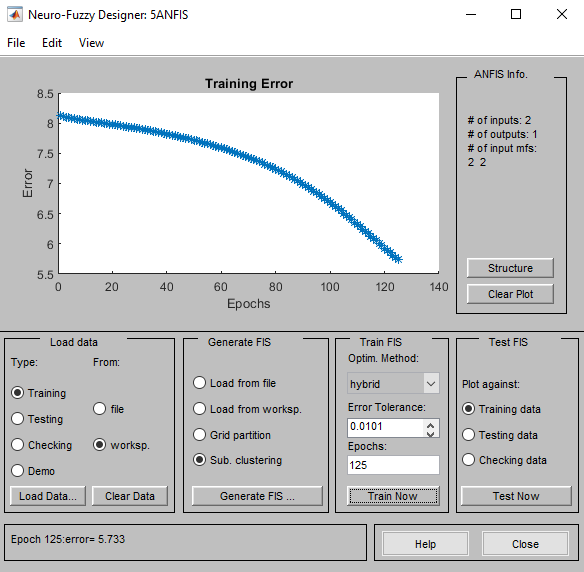 Neuro-Fuzzy Designer: 5ANFIS
File Edit View
Training Error
8.5
8
7.5
7
6.5
6
5.5
Error
0 20 40 60 80 100 120 140
Epochs
ANFIS Info.
# of inputs: 2
# of outputs: 1
# of input mfs:
2 2
Structure
Clear Plot
Load data
Type: From:
Training
file
Testing
Checking
worksp.
Demo
Load Data...
Clear Data
Generate FIS
Load from file
Load from worksp.
Grid partition
Sub. clustering
Generate FIS ...
Train FIS
Optim. Method:
hybrid
Error Tolerance:
0.0101
Epochs:
125
Train Now
Test FIS
Plot against:
Training data
Testing data
Checking data
Test Now
Epoch 125:error= 5.733
Help
Close